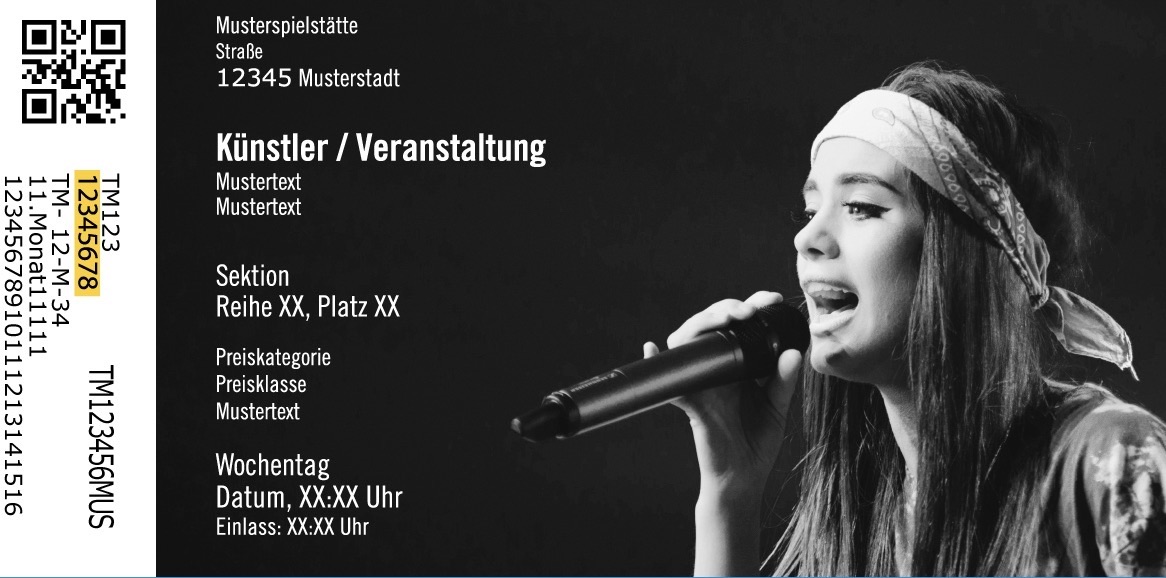 Musterspielstätte
Straße
12345 Musterstadt
Künstler / Veranstaltung
Mustertext
Mustertext
Sektion
Reihe XX, Platz XX
Preiskategorie
Preisklasse
Mustertext
Wochentag
Datum, XX:XX Uhr
Einlass: XX:XX Uhr
TM123
12345678
TM- 12-M-34
11.Monat11111
12345678910111213141516
TM123456MUS